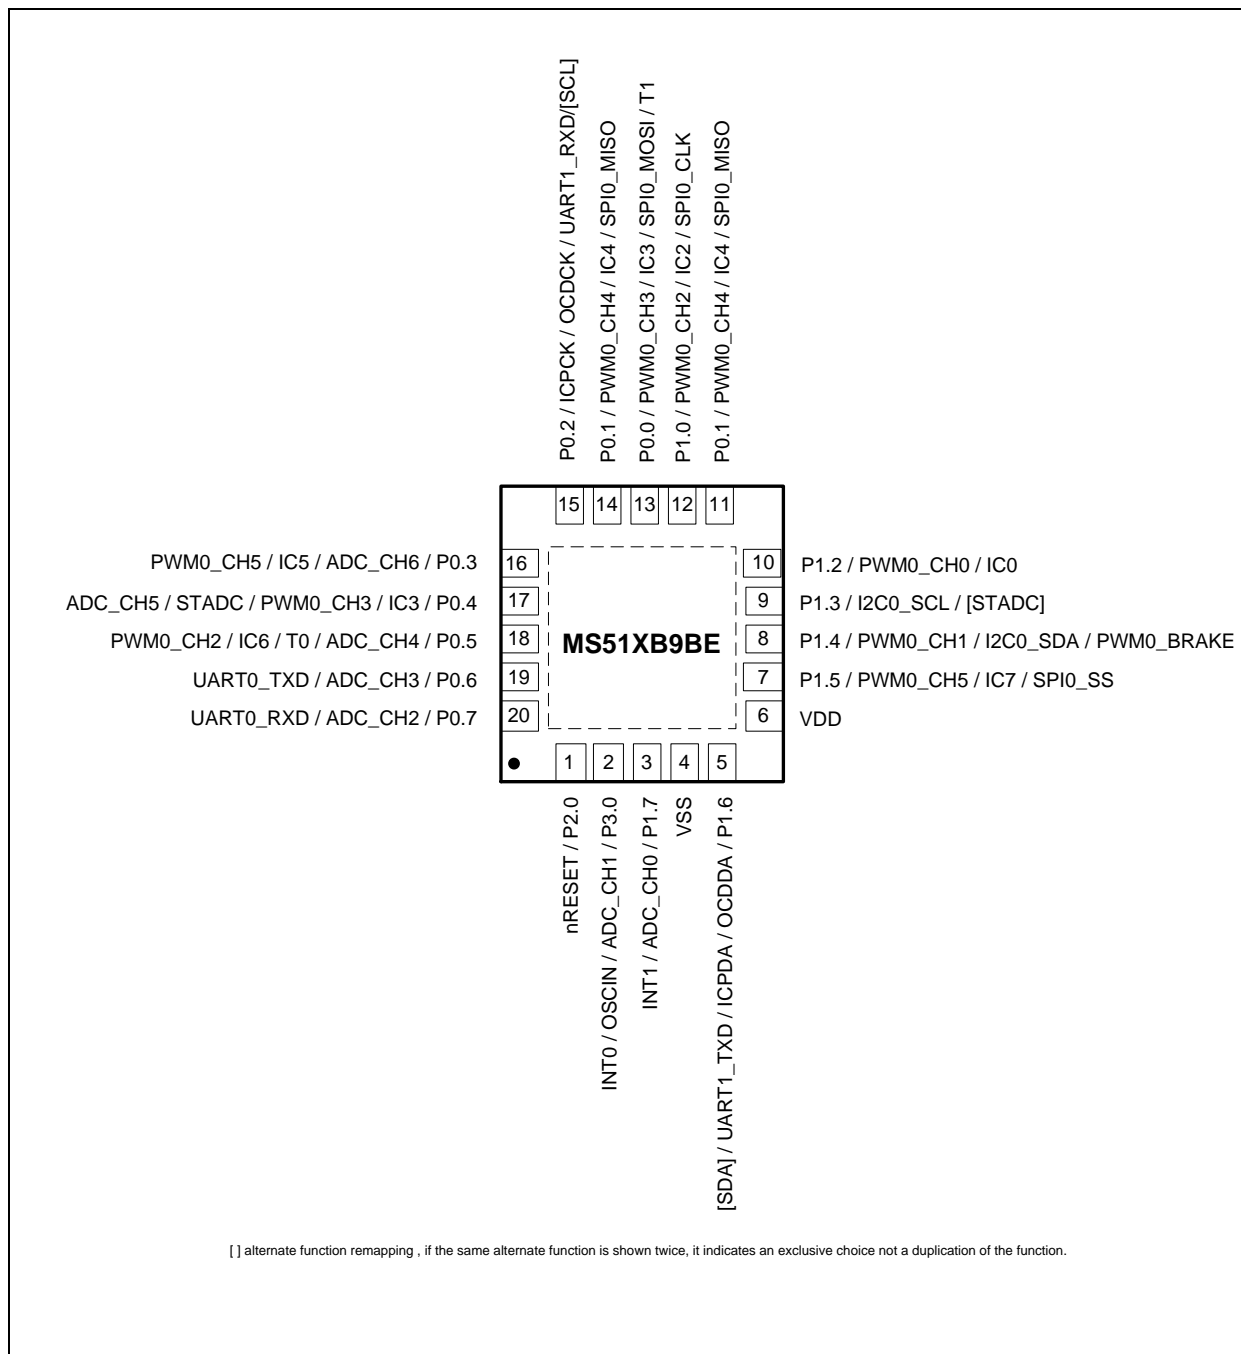 P0.2 / ICPCK / OCDCK / UART1_RXD/[SCL]
P0.1 / PWM0_CH4 / IC4 / SPI0_MISO
P0.0 / PWM0_CH3 / IC3 / SPI0_MOSI / T1
P1.0 / PWM0_CH2 / IC2 / SPI0_CLK
P0.1 / PWM0_CH4 / IC4 / SPI0_MISO
15 14 13 12 11
PWM0_CH5 / IC5 / ADC_CH6 / P0.3 16
ADC_CH5 / STADC / PWM0_CH3 / IC3 / P0.4 17
PWM0_CH2 / IC6 / T0 / ADC_CH4 / P0.5 18
UART0_TXD / ADC_CH3 / P0.6 19
UART0_RXD / ADC_CH2 / P0.7 20
MS51XB9BE
10 P1.2 / PWM0_CH0 / IC0
9 P1.3 / I2C0_SCL / [STADC]
8 P1.4 / PWM0_CH1 / I2C0_SDA / PWM0_BRAKE
7 P1.5 / PWM0_CH5 / IC7 / SPI0_SS
6 VDD
1 2 3 4 5
nRESET / P2.0
INT0 / OSCIN / ADC_CH1 / P3.0
INT1 / ADC_CH0 / P1.7
VSS
[SDA] / UART1_TXD / ICPDA / OCDDA / P1.6
[ ] alternate function remapping , if the same alternate function is shown twice, it indicates an exclusive choice not a duplication of the function.